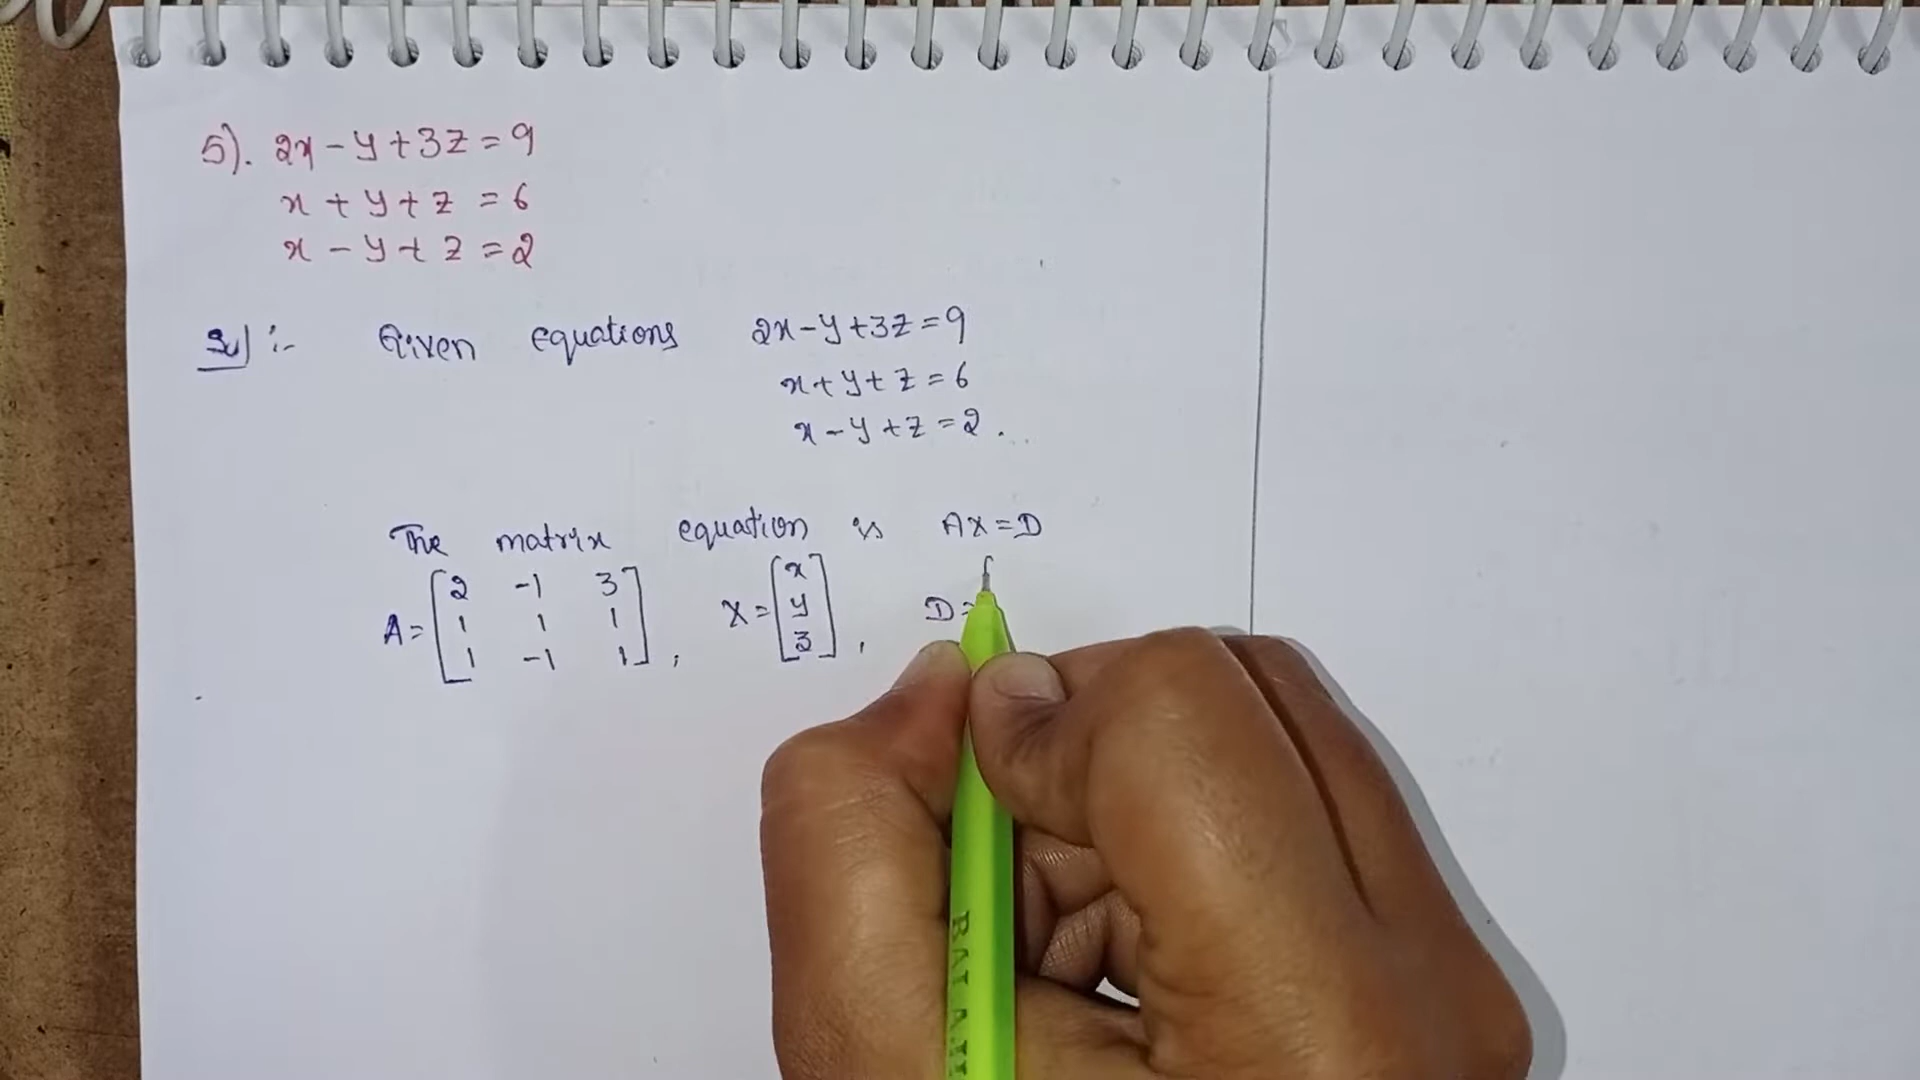 5). 2x - y + 3z = 9
x + y + z = 6
x - y + z = 2
Sol :- Given equations 2x - y + 3z = 9
x + y + z = 6
x - y + z = 2 .
The matrix equation is AX = D
A = [2 -1 3
1 1 1
1 -1 1] , X = [x
y
3] , D = [